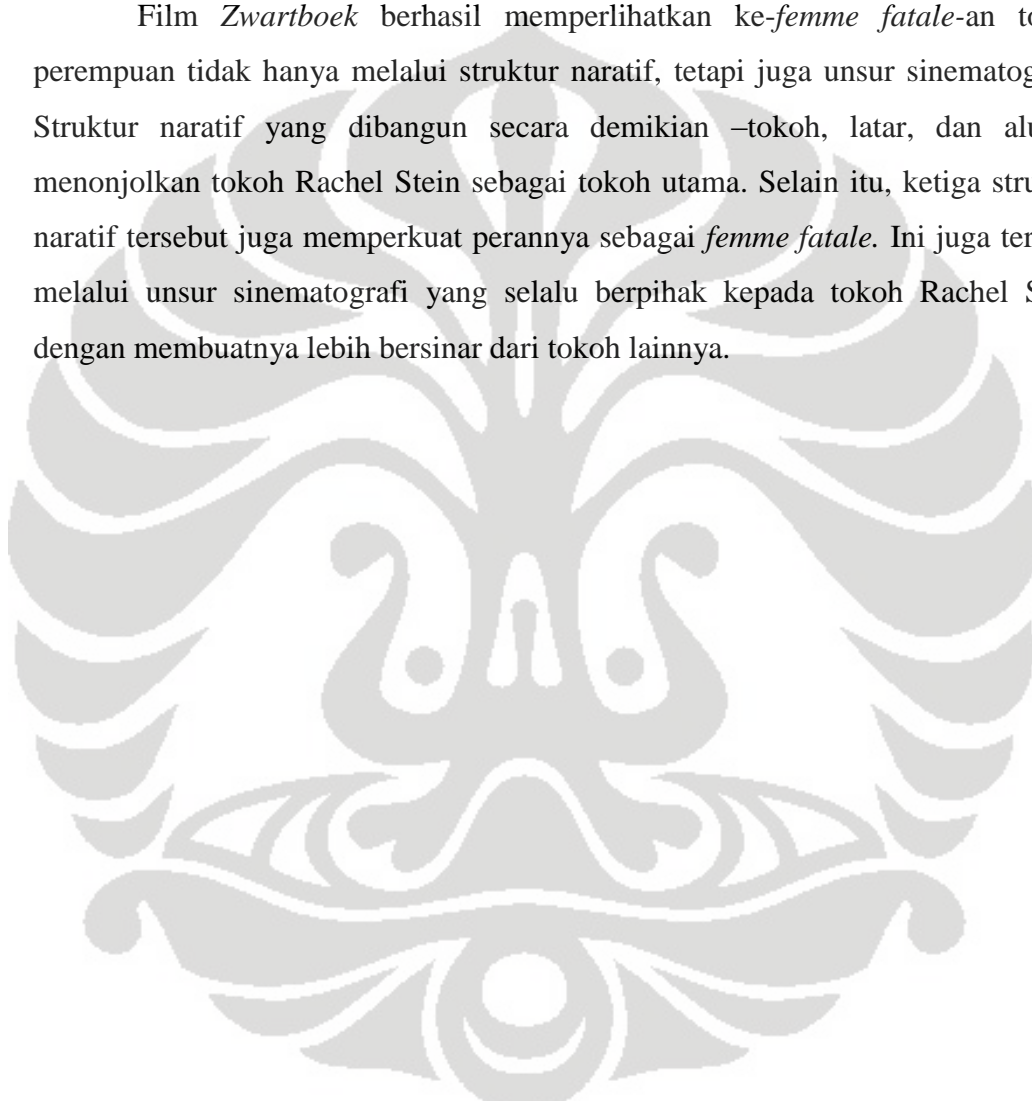 Film Zwartboek berhasil memperlihatkan ke-femme fatale-an to
perempuan tidak hanya melalui struktur naratif, tetapi juga unsur sinematog
Struktur naratif yang dibangun secara demikian –tokoh, latar, dan alu
menonjolkan tokoh Rachel Stein sebagai tokoh utama. Selain itu, ketiga stru
naratif tersebut juga memperkuat perannya sebagai femme fatale. Ini juga ter
melalui unsur sinematografi yang selalu berpihak kepada tokoh Rachel S
dengan membuatnya lebih bersinar dari tokoh lainnya.